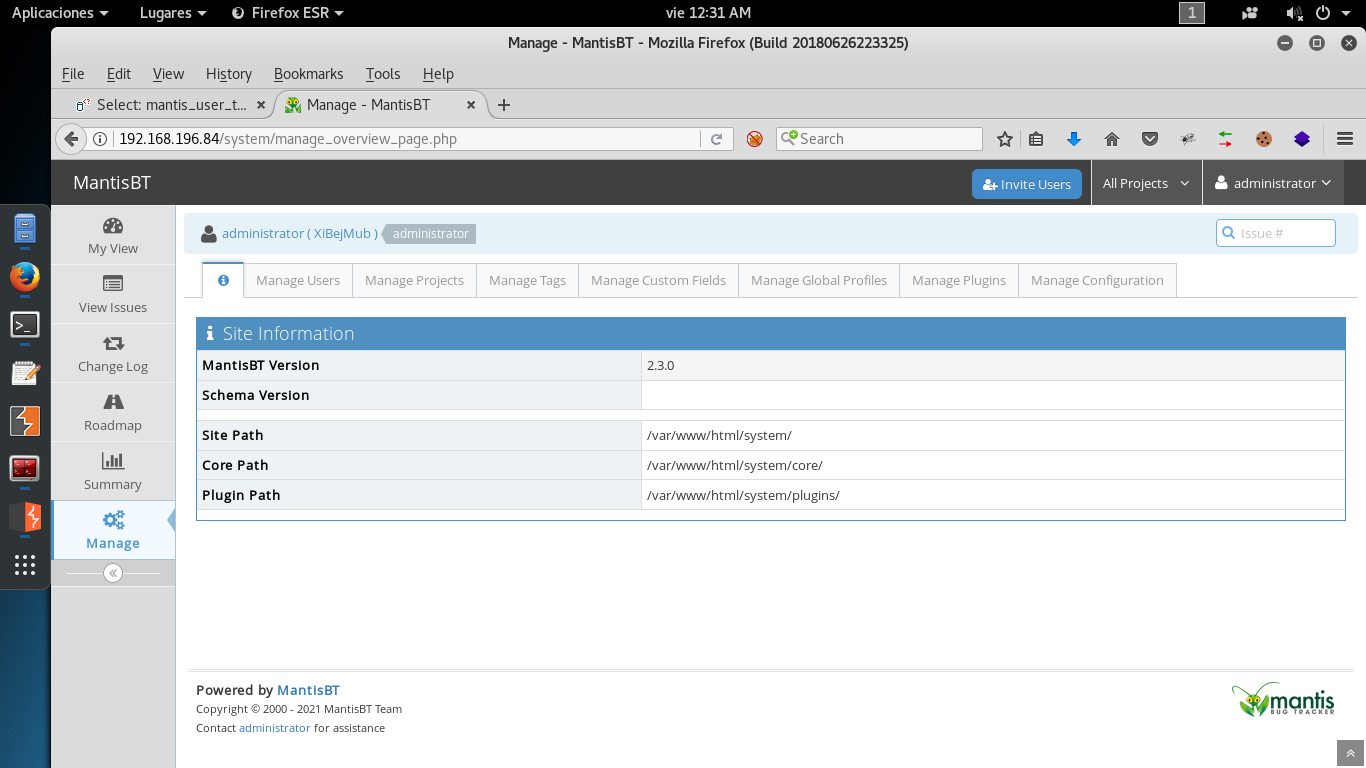 Aplicaciones Lugares Firefox ESR vie 12:31 AM 1
Manage - MantisBT - Mozilla Firefox (Build 20180626223325)
File Edit View History Bookmarks Tools Help
Select: mantis_user_t... Manage - MantisBT
192.168.196.84/system/manage_overview_page.php Search
MantisBT Invite Users All Projects administrator
My View
View Issues
Change Log
Roadmap
Summary
Manage
administrator ( XiBejMub ) administrator Issue #
Manage Users Manage Projects Manage Tags Manage Custom Fields Manage Global Profiles Manage Plugins Manage Configuration
Site Information
MantisBT Version 2.3.0
Schema Version
Site Path /var/www/html/system/
Core Path /var/www/html/system/core/
Plugin Path /var/www/html/system/plugins/
Powered by MantisBT
Copyright © 2000 - 2021 MantisBT Team
Contact administrator for assistance
mantis
BUG TRACKER